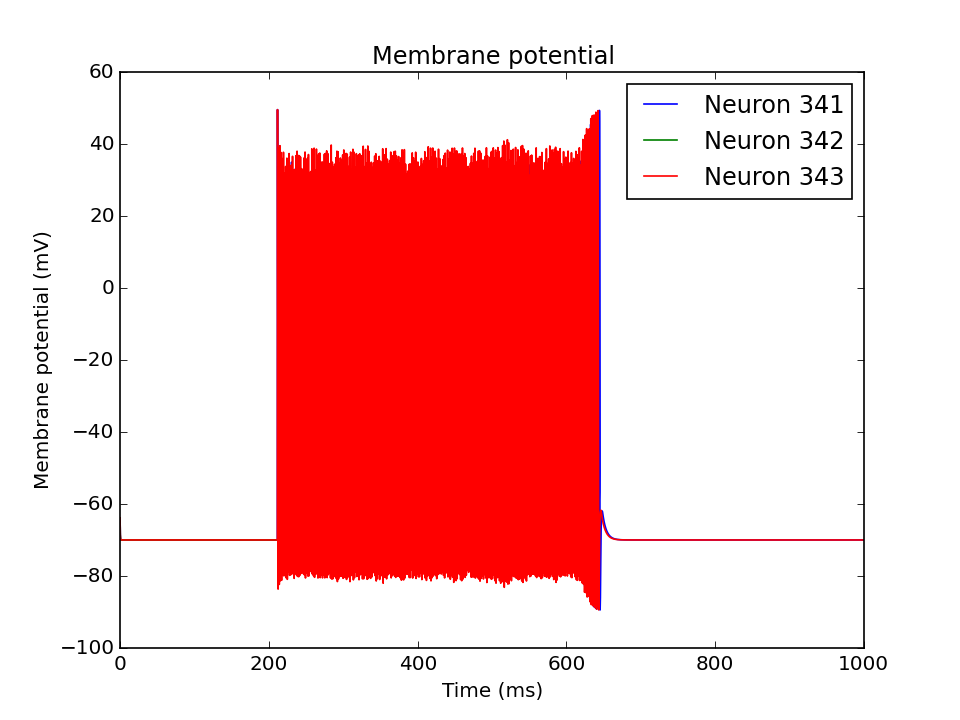 Membrane potential
60
40
20
0
−20
−40
−60
−80
−100
Membrane potential (mV)
Neuron 341
Neuron 342
Neuron 343
0 200 400 600 800 1000
Time (ms)